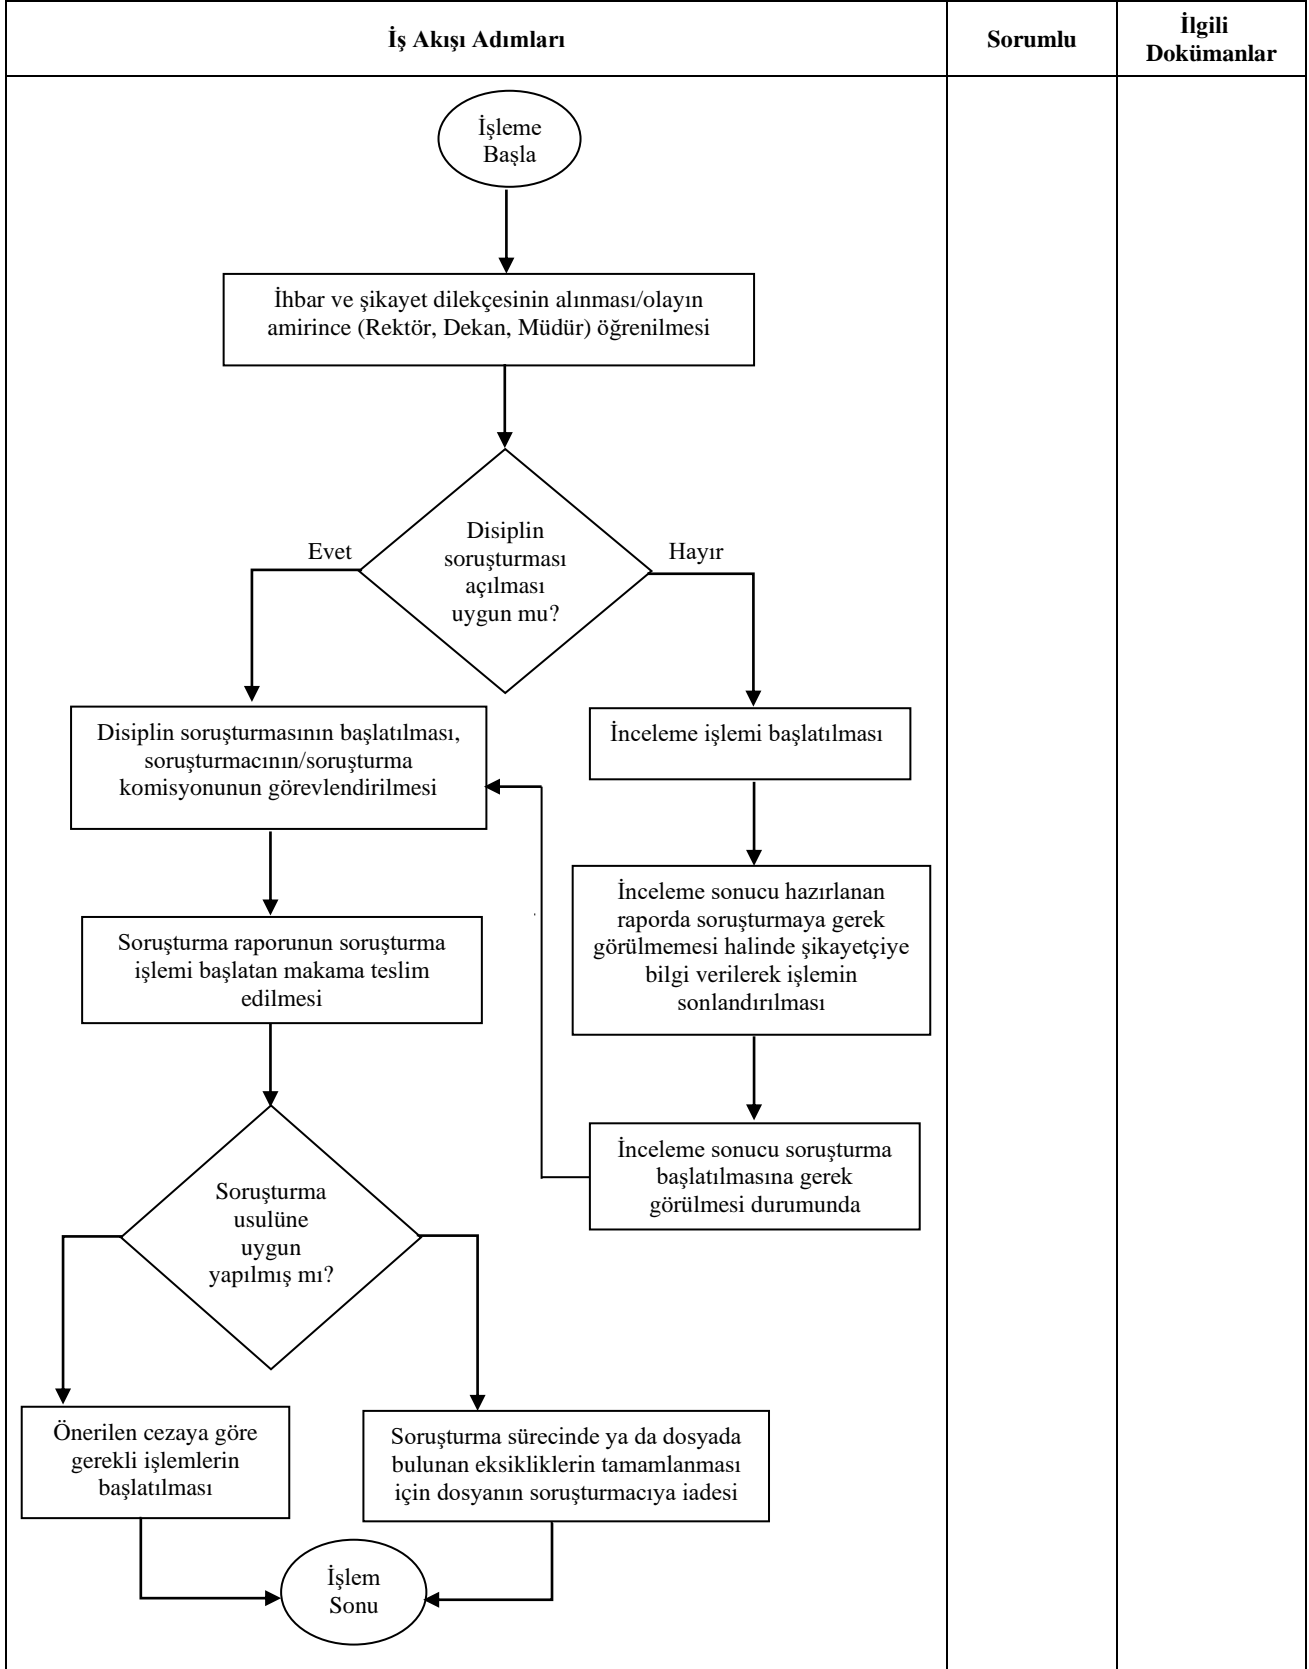 İş Akışı Adımları
Sorumlu
İlgili
Dokümanlar
İşleme
Başla
İhbar ve şikayet dilekçesinin alınması/olayın
amirince (Rektör, Dekan, Müdür) öğrenilmesi
Disiplin
soruşturması
açılması
uygun mu?
Evet
Hayır
Disiplin soruşturmasının başlatılması,
soruşturmacının/soruşturma
komisyonunun görevlendirilmesi
İnceleme işlemi başlatılması
İnceleme sonucu hazırlanan
raporda soruşturmaya gerek
görülmemesi halinde şikayetçiye
bilgi verilerek işlemin
sonlandırılması
Soruşturma raporunun soruşturma
işlemi başlatan makama teslim
edilmesi
İnceleme sonucu soruşturma
başlatılmasına gerek
görülmesi durumunda
Soruşturma
usulüne
uygun
yapılmış mı?
Önerilen cezaya göre
gerekli işlemlerin
başlatılması
Soruşturma sürecinde ya da dosyada
bulunan eksikliklerin tamamlanması
için dosyanın soruşturmacıya iadesi
İşlem
Sonu